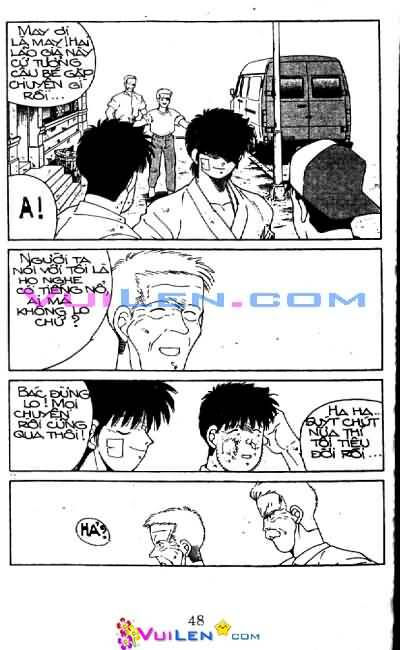 MAY ƠI
LÀ MAY! HAI
LÃO GIÀ NÀY
CỨ TƯỞNG
CẬU BÉ GẶP
CHUYỆN GÌ
RỒI...
A!
NGƯỜI TA
NÓI VỚI TÔI LÀ
HỌ NGHE
CÓ TIẾNG NỔ,
KHÔNG LO
CHỨ?
VUILEN.COM
BÁC ĐỪNG
LO! MỌI
CHUYỆN
RỒI CŨNG
QUA THÔI!
HA HA...
SUÝT CHÚT
NỮA THÌ
TÔI TIÊU
ĐỜI RỒI...
HẢ?
48
VUILEN COM